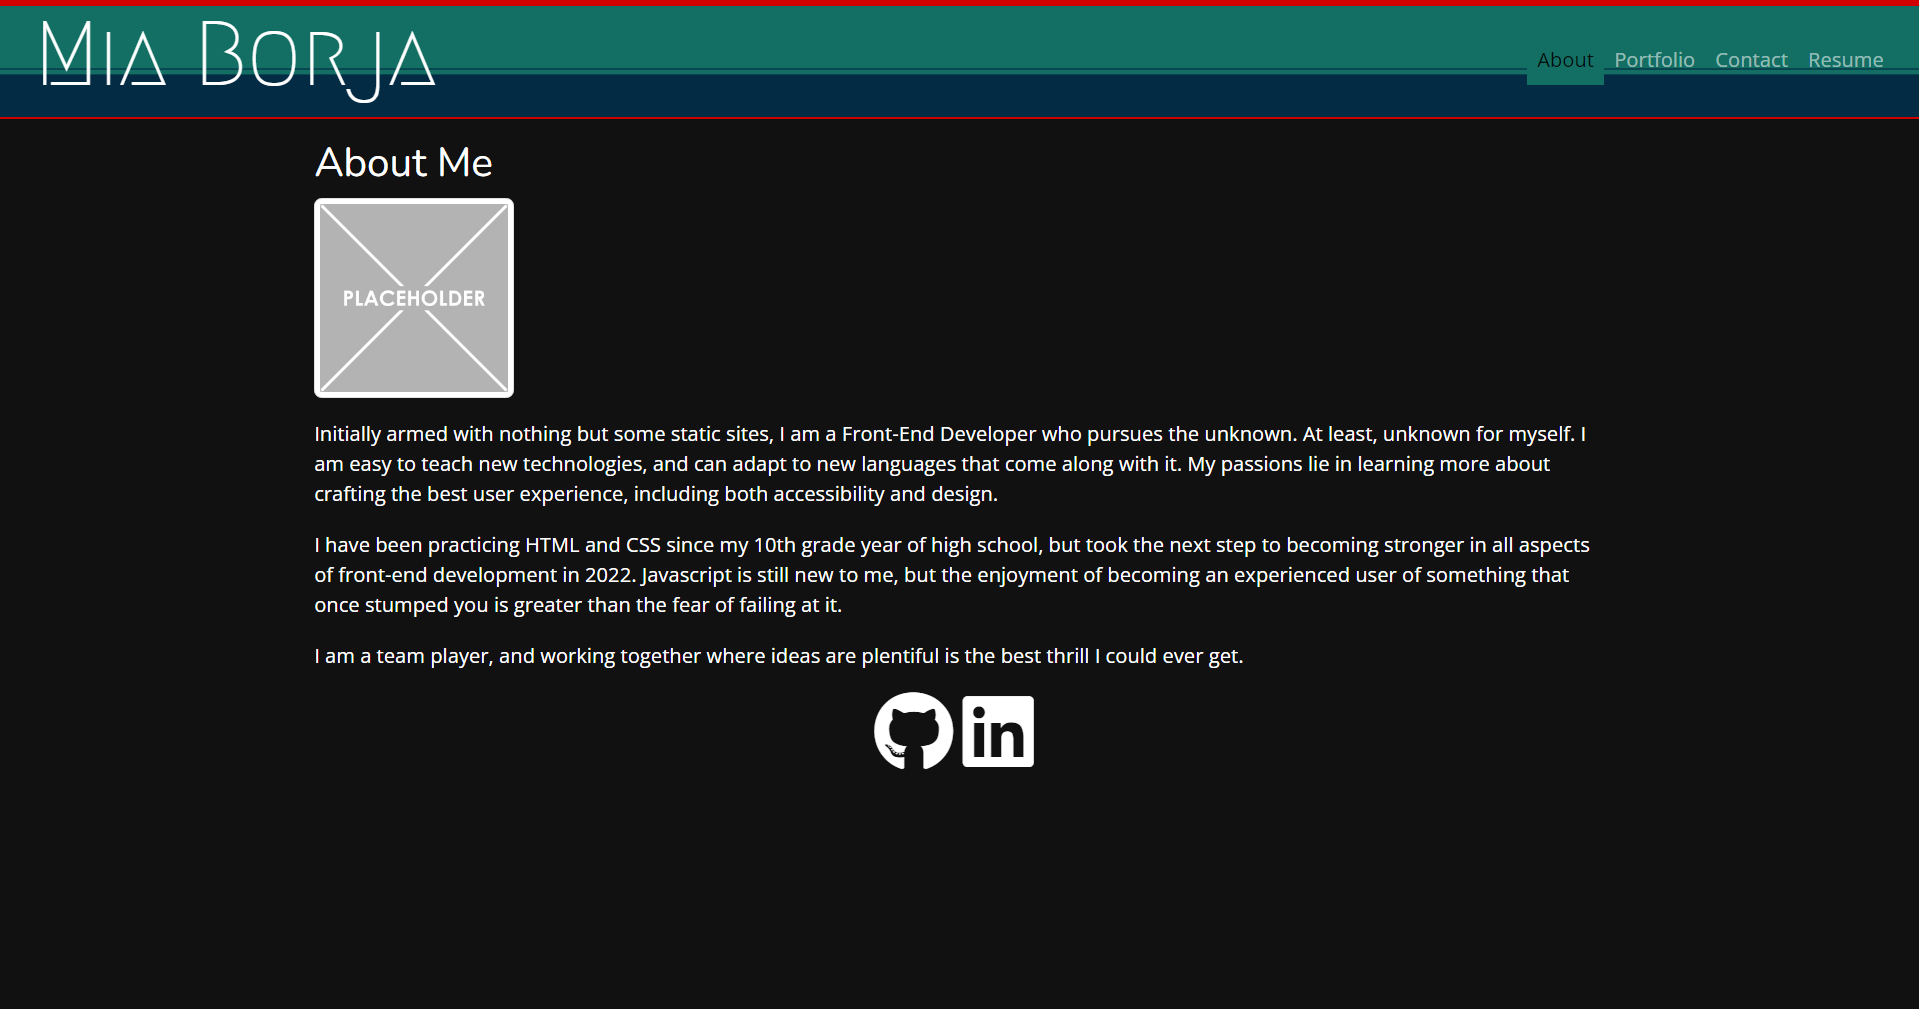 Mia Borja
About Portfolio Contact Resume
About Me
PLACEHOLDER
Initially armed with nothing but some static sites, I am a Front-End Developer who pursues the unknown. At least, unknown for myself. I
am easy to teach new technologies, and can adapt to new languages that come along with it. My passions lie in learning more about
crafting the best user experience, including both accessibility and design.
I have been practicing HTML and CSS since my 10th grade year of high school, but took the next step to becoming stronger in all aspects
of front-end development in 2022. Javascript is still new to me, but the enjoyment of becoming an experienced user of something that
once stumped you is greater than the fear of failing at it.
I am a team player, and working together where ideas are plentiful is the best thrill I could ever get.
in